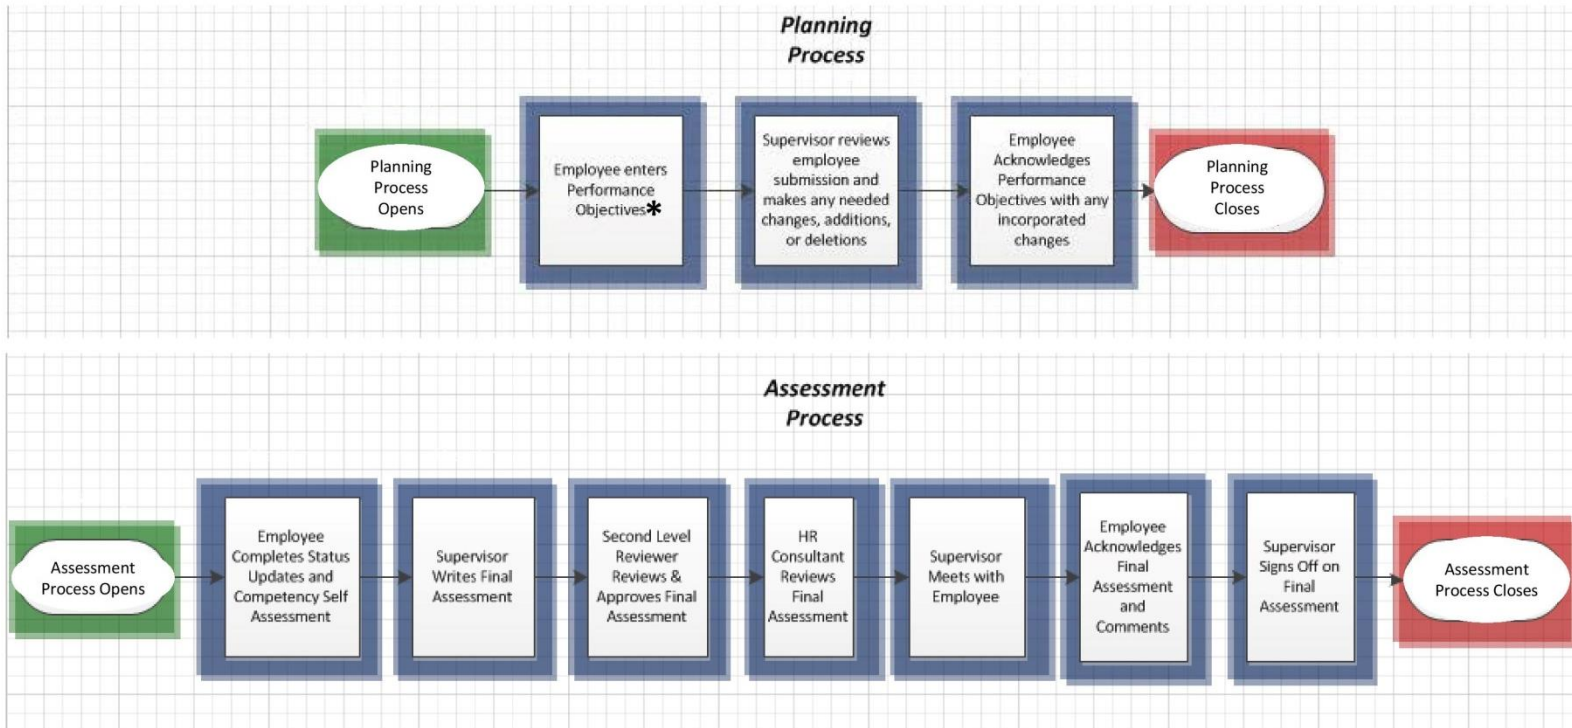 Planning
Process
Planning
Process
Opens
Employee enters
Performance
Objectives*
Supervisor reviews
employee
submission and
makes any needed
changes, additions,
or deletions
Employee
Acknowledges
Performance
Objectives with any
incorporated
changes
Planning
Process
Closes
Assessment
Process
Assessment
Process Opens
Employee
Completes Status
Updates and
Competency Self
Assessment
Supervisor
Writes Final
Assessment
Second Level
Reviewer
Reviews &
Approves Final
Assessment
HR
Consultant
Reviews
Final
Assessment
Supervisor
Meets with
Employee
Employee
Acknowledges
Final
Assessment
and
Comments
Supervisor
Signs Off on
Final
Assessment
Assessment
Process Closes